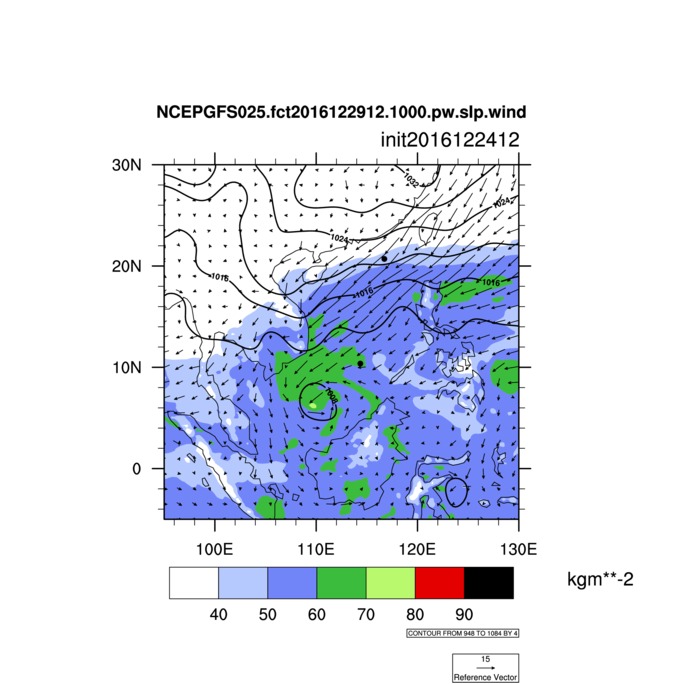 NCEPGFS025.fct2016122912.1000.pw.slp.wind
init2016122412
30N
1032
1024
1024
20N
1016
1016
1016
10N
1008
0
100E 110E 120E 130E
kgm**-2
40 50 60 70 80 90
CONTOUR FROM 948 TO 1084 BY 4
15
Reference Vector